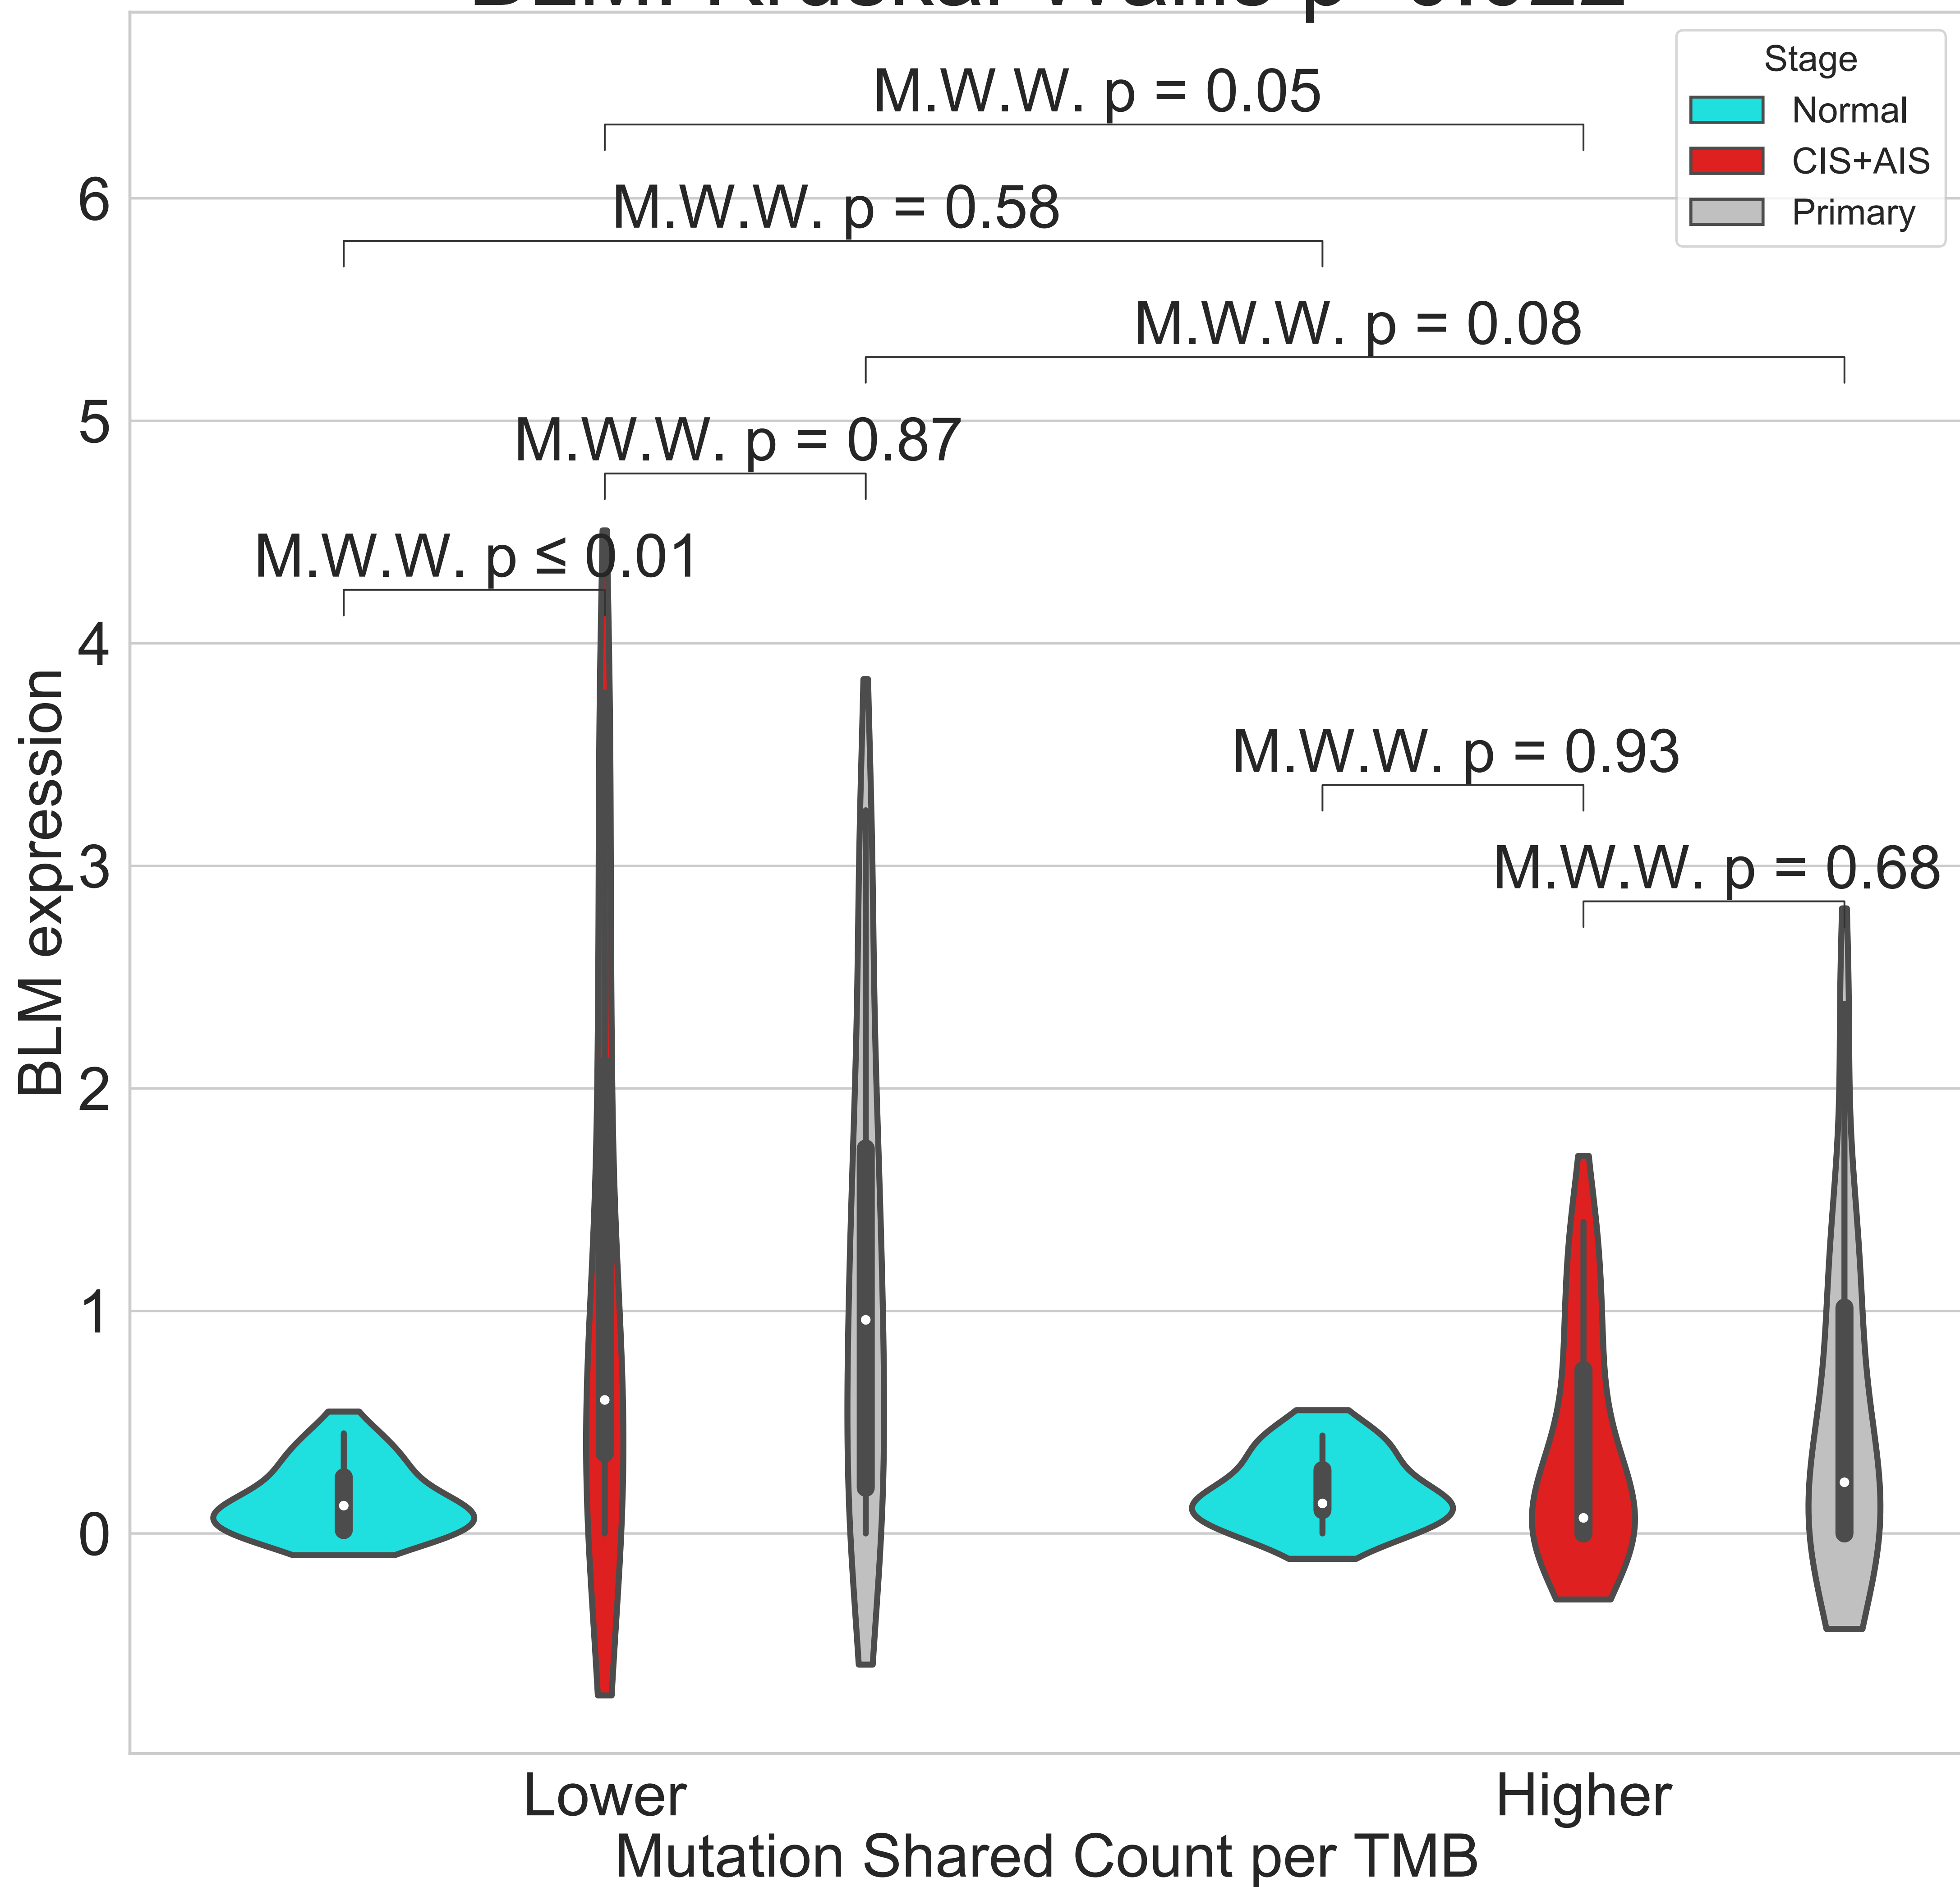 Stage
Normal
CIS+AIS
Primary
M.W.W. p = 0.05
M.W.W. p = 0.58
M.W.W. p = 0.08
M.W.W. p = 0.87
M.W.W. p ≤ 0.01
M.W.W. p = 0.93
M.W.W. p = 0.68
6
5
4
3
2
1
0
BLM expression
Lower
Higher
Mutation Shared Count per TMB